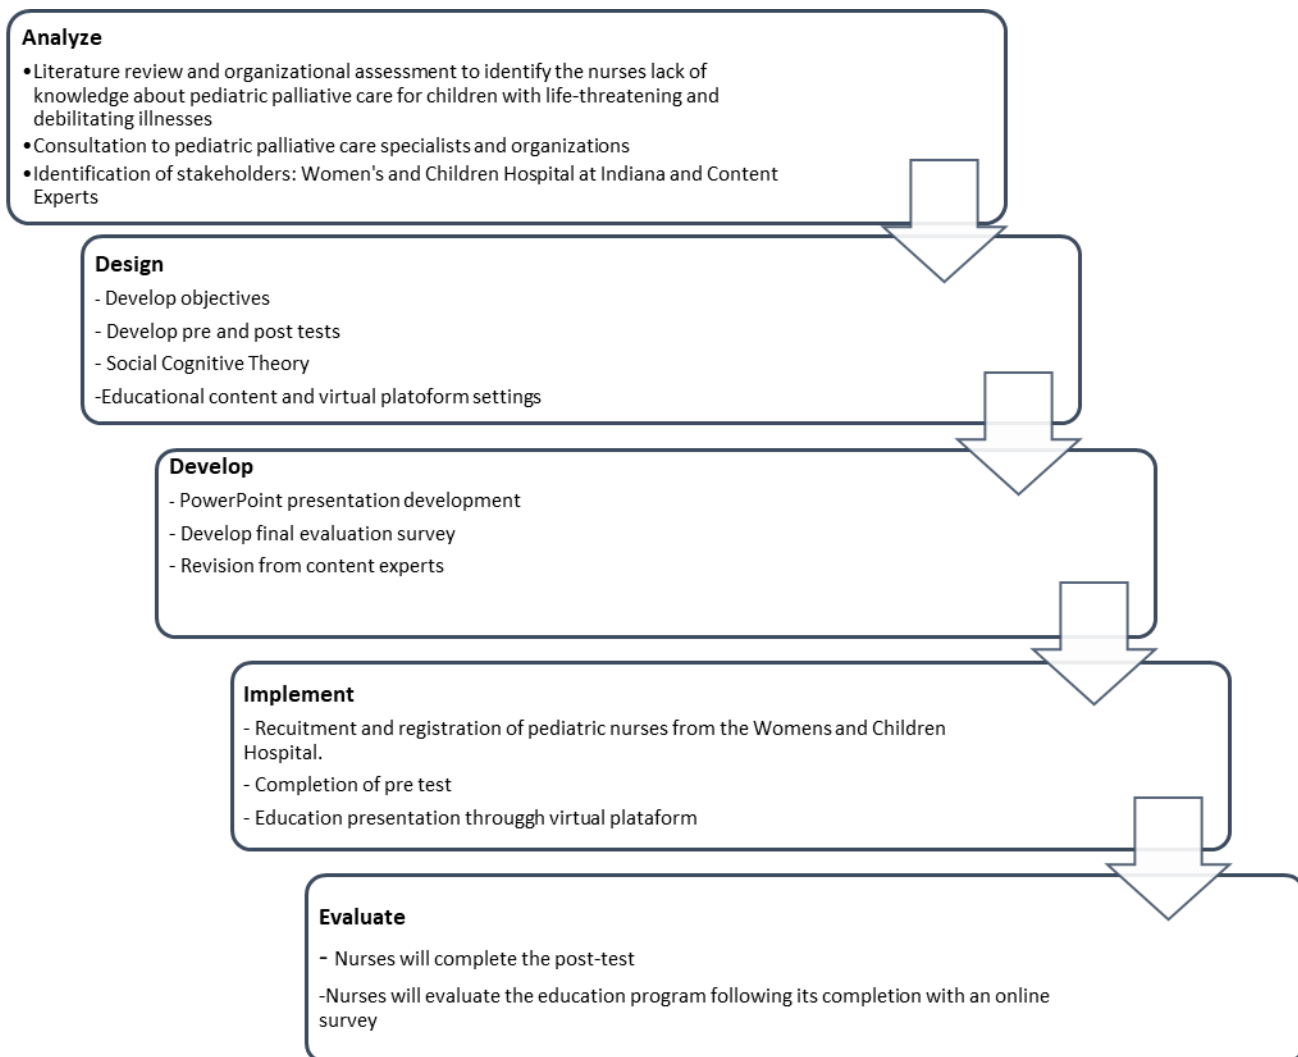 Analyze
•Literature review and organizational assessment to identify the nurses lack of
knowledge about pediatric palliative care for children with life-threatening and
debilitating illnesses
•Consultation to pediatric palliative care specialists and organizations
•Identification of stakeholders: Women's and Children Hospital at Indiana and Content
Experts
Design
- Develop objectives
- Develop pre and post tests
- Social Cognitive Theory
-Educational content and virtual platoform settings
Develop
- PowerPoint presentation development
- Develop final evaluation survey
- Revision from content experts
Implement
- Recuitment and registration of pediatric nurses from the Womens and Children
Hospital.
- Completion of pre test
- Education presentation througgh virtual plataform
Evaluate
- Nurses will complete the post-test
-Nurses will evaluate the education program following its completion with an online
survey